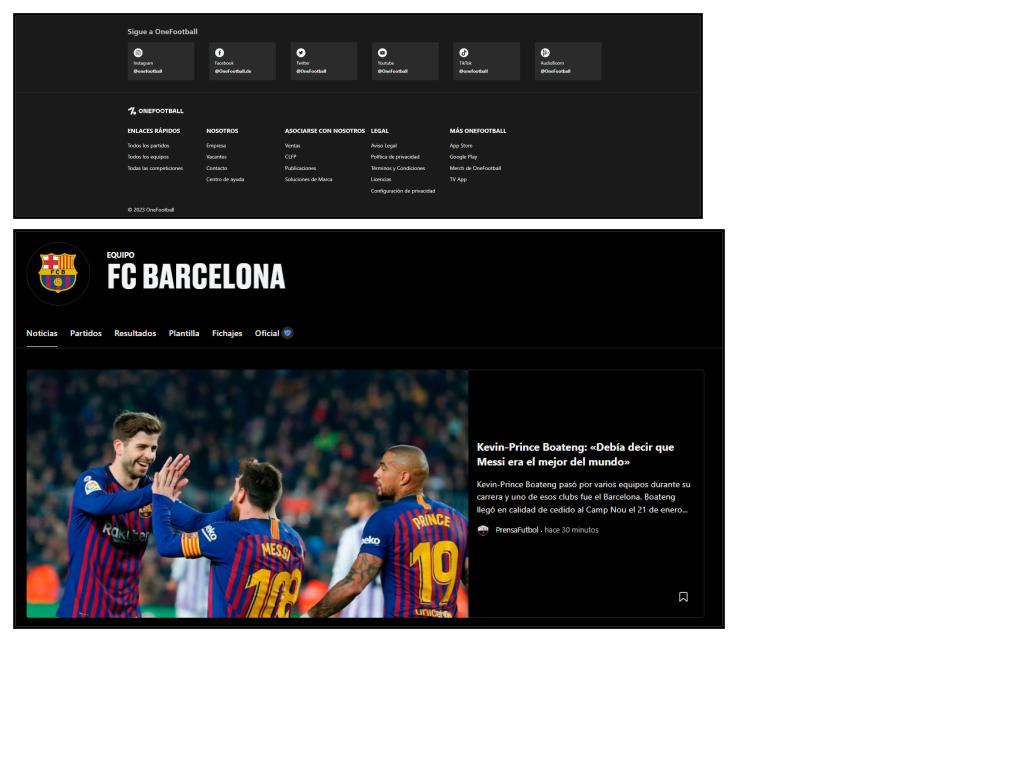 Sigue a OneFootball
Instagram
@onefootball
Facebook
@OneFootball.de
Twitter
@OneFootball
Youtube
@OneFootball
TikTok
@onefootball
AudioBoom
@OneFootball
ONEFOOTBALL
ENLACES RÁPIDOS
Todos los partidos
Todos los equipos
Todas las competiciones
NOSOTROS
Empresa
Vacantes
Contacto
Centro de ayuda
ASOCIARSE CON NOSOTROS
Ventas
CLFP
Publicaciones
Soluciones de Marca
LEGAL
Aviso Legal
Política de privacidad
Términos y Condiciones
Licencias
Configuración de privacidad
MÁS ONEFOOTBALL
App Store
Google Play
Merch de OneFootball
TV App
© 2023 OneFootball
FCB
EQUIPO
FC BARCELONA
Noticias Partidos Resultados Plantilla Fichajes Oficial
Rakuten
beko
MESSI
10
beko
PRINCE
19
unicef
Kevin-Prince Boateng: «Debía decir que
Messi era el mejor del mundo»
Kevin-Prince Boateng pasó por varios equipos durante su
carrera y uno de esos clubs fue el Barcelona. Boateng
llegó en calidad de cedido al Camp Nou el 21 de enero...
PrensaFutbol · hace 30 minutos